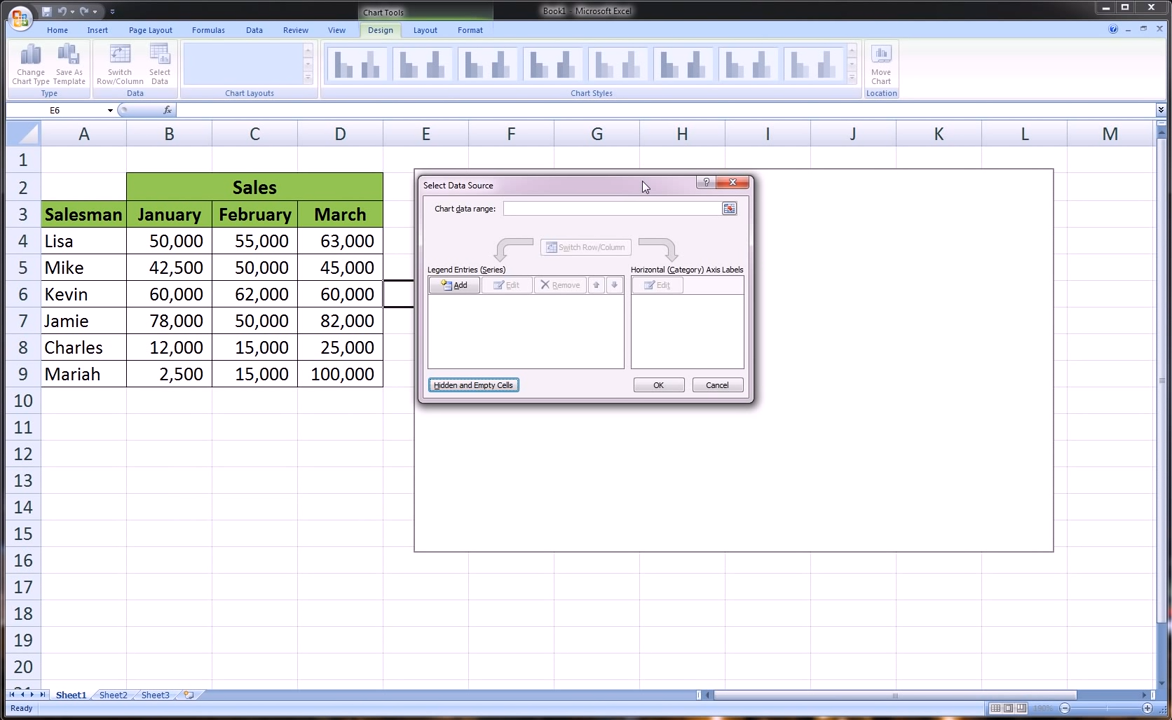 Chart Tools
Book1 - Microsoft Excel
Home Insert Page Layout Formulas Data Review View Design Layout Format
Change Chart Type
Save As Template
Switch Row/Column
Select Data
Move Chart
Type Data Chart Layouts Chart Styles Location
E6 fx
A B C D E F G H I J K L M
1
2 Sales
3 Salesman January February March
4 Lisa 50,000 55,000 63,000
5 Mike 42,500 50,000 45,000
6 Kevin 60,000 62,000 60,000
7 Jamie 78,000 50,000 82,000
8 Charles 12,000 15,000 25,000
9 Mariah 2,500 15,000 100,000
10
11
12
13
14
15
16
17
18
19
20
Select Data Source
Chart data range:
Switch Row/Column
Legend Entries (Series) Horizontal (Category) Axis Labels
Add Edit Remove Edit
Hidden and Empty Cells OK Cancel
Sheet1 Sheet2 Sheet3
Ready